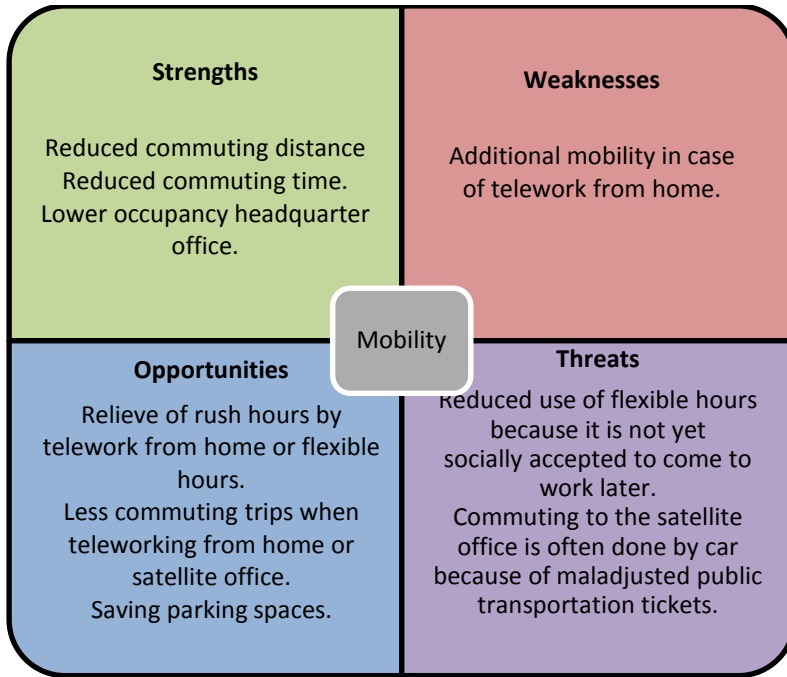 Strengths
Reduced commuting distance
Reduced commuting time.
Lower occupancy headquarter
office.
Weaknesses
Additional mobility in case
of telework from home.
Mobility
Opportunities
Relieve of rush hours by
telework from home or flexible
hours.
Less commuting trips when
teleworking from home or
satellite office.
Saving parking spaces.
Threats
Reduced use of flexible hours
because it is not yet
socially accepted to come to
work later.
Commuting to the satellite
office is often done by car
because of maladjusted public
transportation tickets.